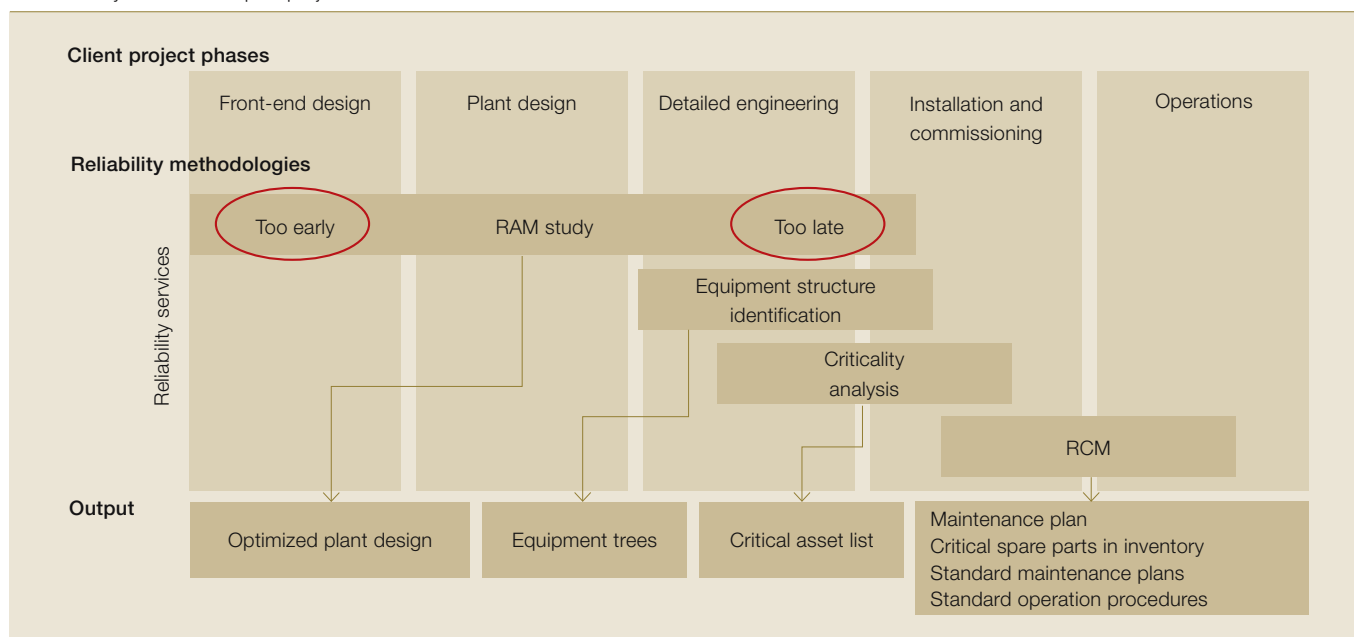 Client project phases
Front-end design
Plant design
Detailed engineering
Installation and
commissioning
Operations
Reliability methodologies
Reliability services
Too early
RAM study
Too late
Equipment structure
identification
Criticality
analysis
RCM
Output
Optimized plant design
Equipment trees
Critical asset list
Maintenance plan
Critical spare parts in inventory
Standard maintenance plans
Standard operation procedures